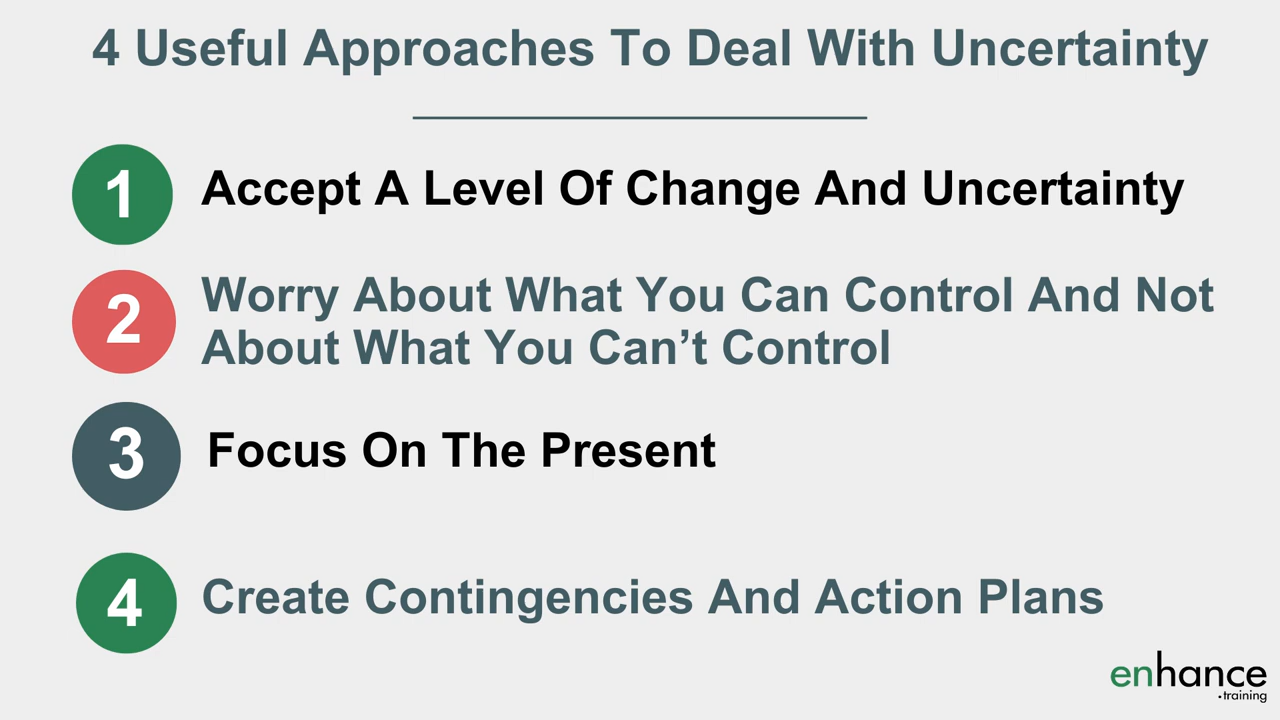 4 Useful Approaches To Deal With Uncertainty
1 Accept A Level Of Change And Uncertainty
2 Worry About What You Can Control And Not
About What You Can’t Control
3 Focus On The Present
4 Create Contingencies And Action Plans
enhance
.training